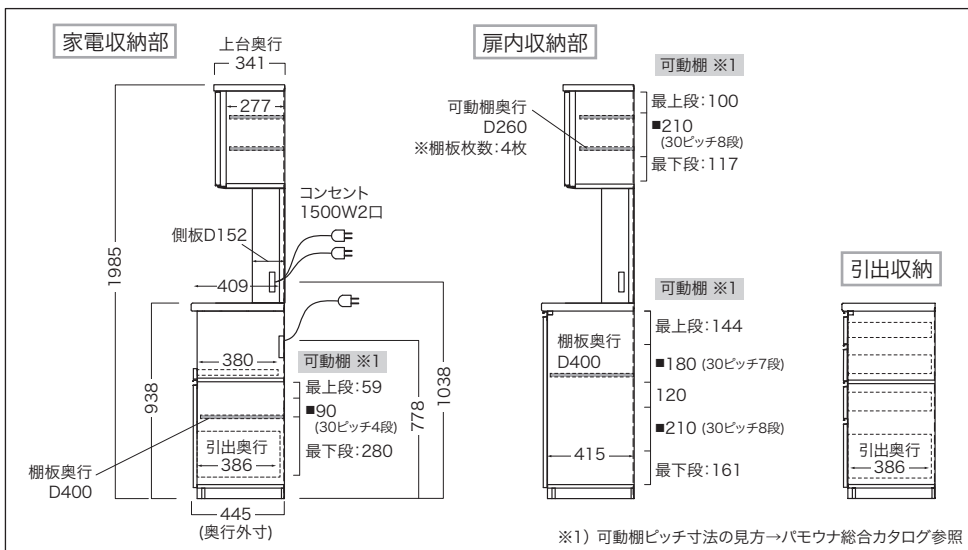 家電収納部
上台奥行
341
277
コンセント
1500W2口
側板D152
409
1985
938
380
可動棚 ※1
最上段:59
■90
(30ピッチ4段)
最下段:280
引出奥行
386
棚板奥行
D400
445
(奥行外寸)
778
1038
扉内収納部
可動棚 ※1
可動棚奥行
D260
※棚板枚数:4枚
最上段:100
■210
(30ピッチ8段)
最下段:117
可動棚 ※1
棚板奥行
D400
最上段:144
■180 (30ピッチ7段)
120
■210 (30ピッチ8段)
415
最下段:161
引出収納
引出奥行
386
※1) 可動棚ピッチ寸法の見方→パモウナ総合カタログ参照